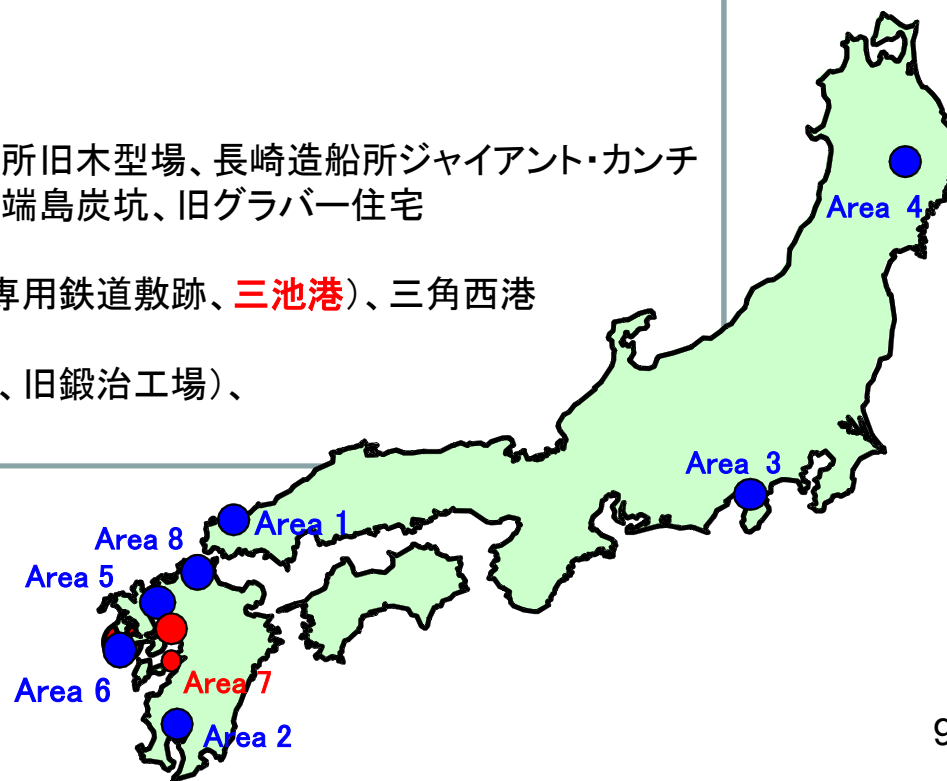 所旧木型場、長崎造船所ジャイアント・カンチ
端島炭坑、旧グラバー住宅
専用鉄道敷跡、三池港）、三角西港
、旧鍛治工場）、
Area 4
Area 3
Area 1
Area 8
Area 5
Area 7
Area 6
Area 2
9